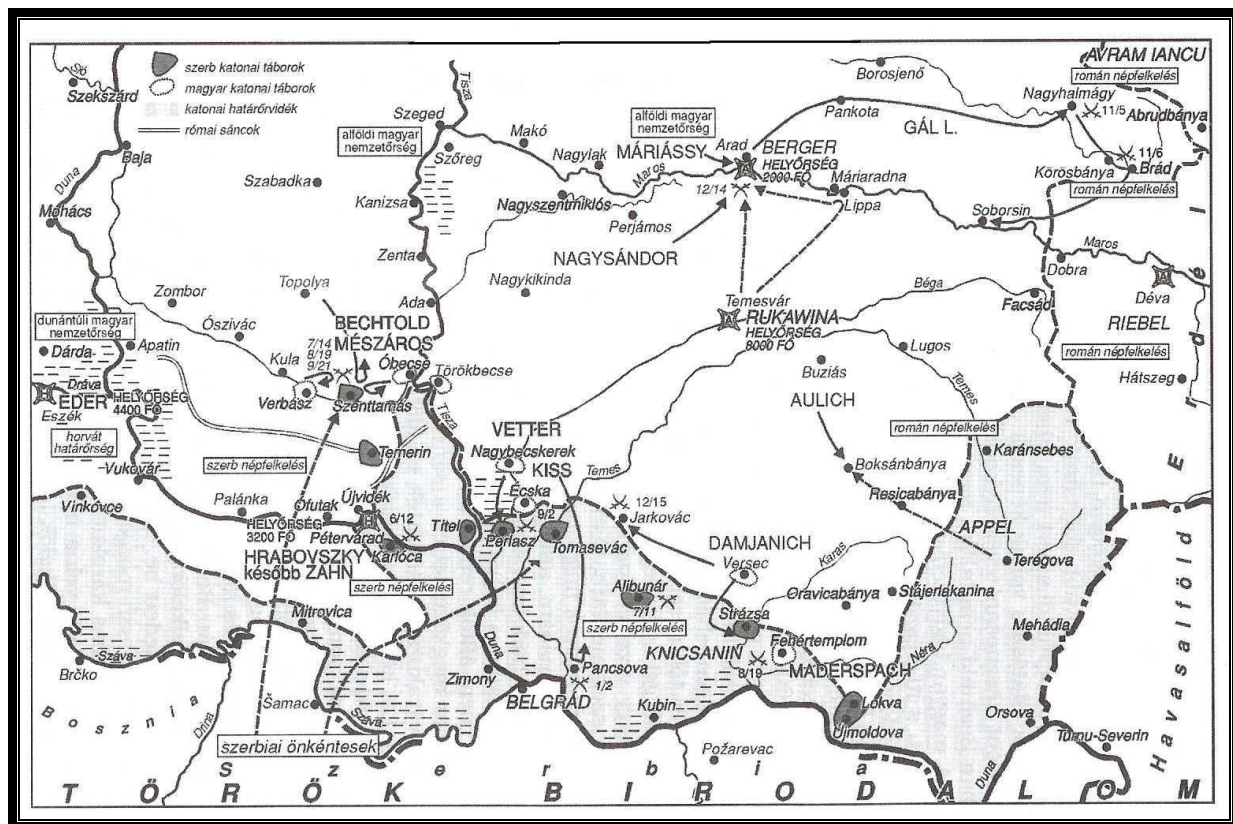 szerb katonai táborok
magyar katonai táborok
katonai határőrvidék
római sáncok
Sió
Szekszárd
Duna
Baja
Mohács
Szabadka
Tisza
Szeged
alföldi magyar
nemzetőrség
Szőreg
Kanizsa
Zenta
Ada
Makó
Nagylak
Nagyszentmiklós
Maros
Perjámos
Nagykikinda
alföldi magyar
nemzetőrség
MÁRIÁSSY
Arad
BERGER
HELYŐRSÉG
2000 FŐ
12/14
NAGYSÁNDOR
Máriaradna
Lippa
Borosjenő
Pankota
GÁL L.
AVRAM IANCU
román népfelkelés
Nagyhalmágy
11/5
Abrudbánya
11/6
Körösbánya
Brád
román népfelkelés
Soborsin
Maros
Dobra
Déva
RIEBEL
román népfelkelés
Hátszeg
Erdély
Topolya
Zombor
dunántúli magyar
nemzetőrség
Dárda
Apatin
Ószivác
Kula
BECHTOLD
MÉSZÁROS
7/14
8/19
9/21
Óbecse
Törökbecse
Verbász
Szenttamás
Tisza
Dráva
HELYŐRSÉG
4400 FŐ
ÉDER
Eszék
horvát
határőrség
Vukovár
Vinkovce
szerb népfelkelés
Temerin
Palánka
Ófutak
Újvidék
6/12
HELYŐRSÉG
3200 FŐ
Pétervárad
Karlóca
HRABOVSZKY
később ZAHN
szerb népfelkelés
Titel
Mitrovica
Temesvár
RUKAWINA
HELYŐRSÉG
8000 FŐ
Béga
Facsád
Lugos
Buziás
Temes
AULICH
román népfelkelés
Karánsebes
Boksánbánya
Resicabánya
APPEL
Terégova
VETTER
Nagybecskerek
KISS
Temes
Écska
9/2
Perlasz
Tomasevác
12/15
Jarkovác
DAMJANICH
Versec
Karas
Oravicabánya
Stájerlakanina
Alibunár
7/11
szerb népfelkelés
Strázsa
KNICSANIN
Fehértemplom
8/19
MADERSPACH
Néra
Mehádia
Lokva
Újmoldova
Orsova
Turnu-Severin
Havasalföld
Duna
Pancsova
1/2
Zimony
BELGRÁD
Kubin
Požarevac
Duna
Száva
Brčko
Šamac
Száva
Drina
Bosznia
szerbiai önkéntesek
Szerbia
TÖRÖK BIRODALOM